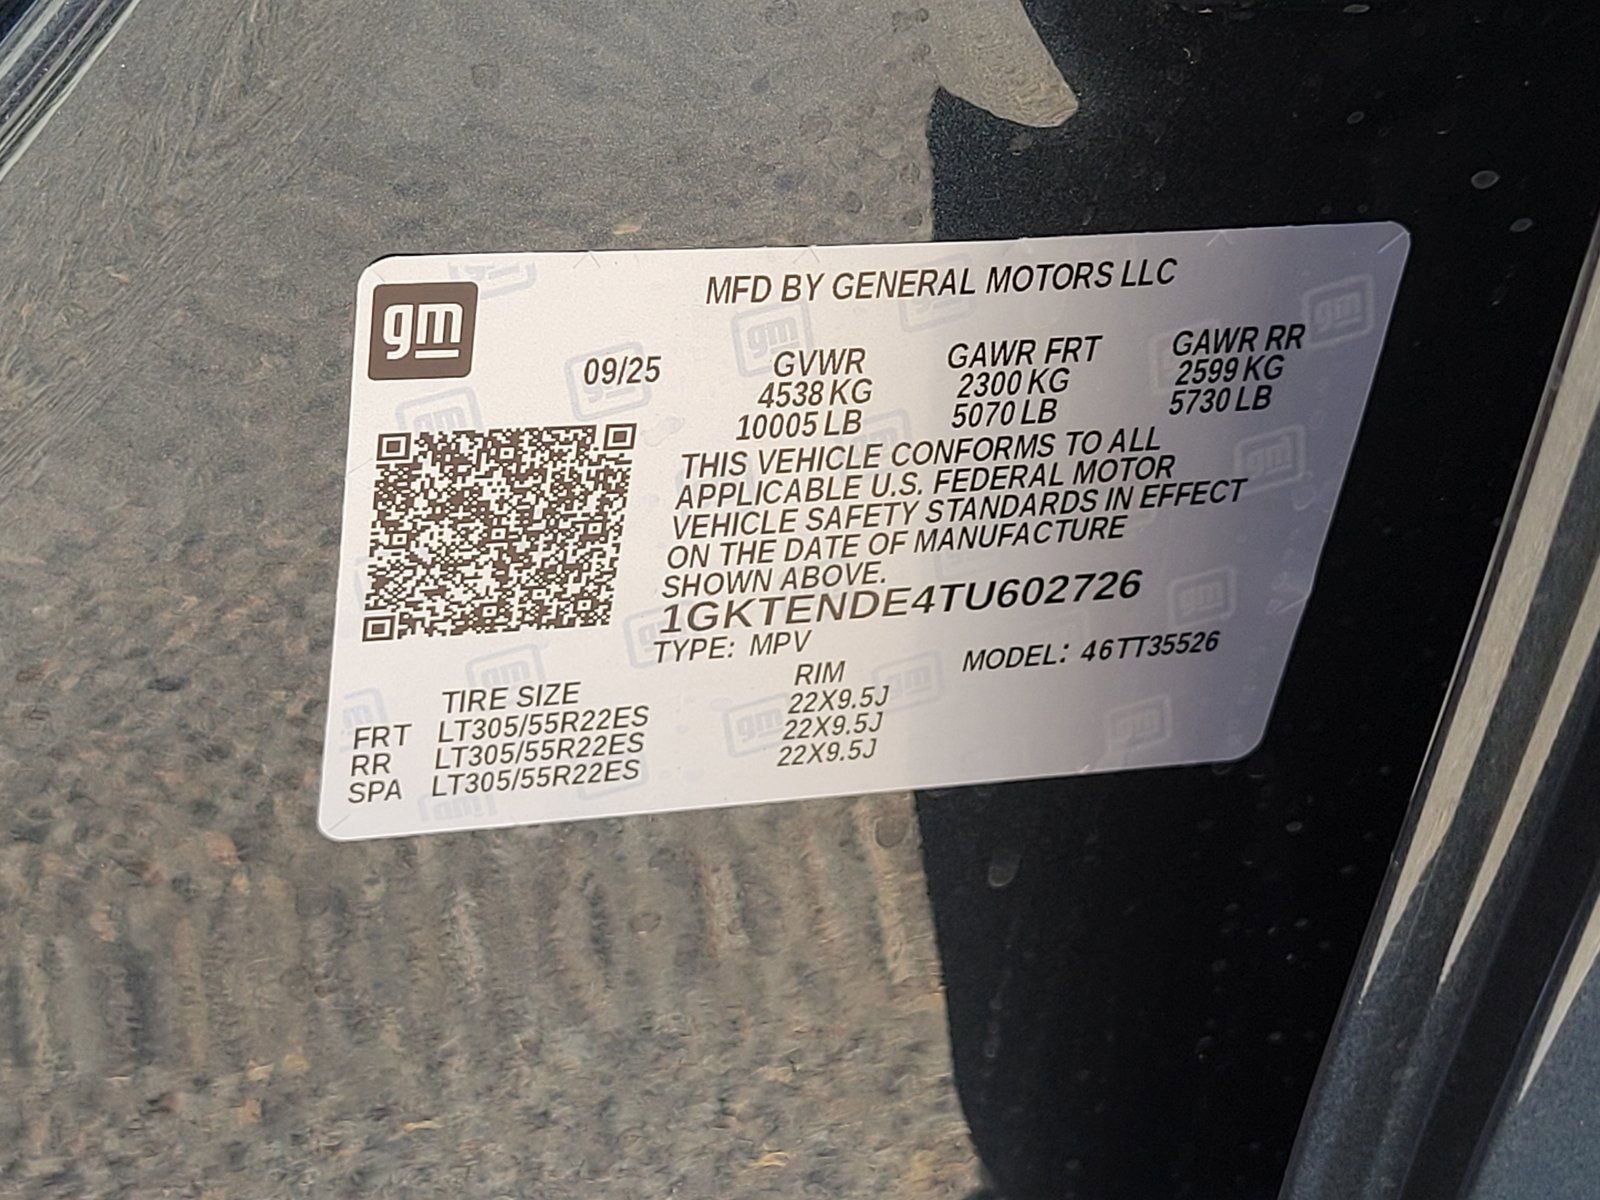 gm
MFD BY GENERAL MOTORS LLC
09/25 GVWR GAWR FRT GAWR RR
4538 KG 2300 KG 2599 KG
10005 LB 5070 LB 5730 LB
THIS VEHICLE CONFORMS TO ALL
APPLICABLE U.S. FEDERAL MOTOR
VEHICLE SAFETY STANDARDS IN EFFECT
ON THE DATE OF MANUFACTURE
SHOWN ABOVE.
1GKTENDE4TU602726
TYPE: MPV MODEL: 46TT35526
TIRE SIZE RIM
FRT LT305/55R22ES 22X9.5J
RR LT305/55R22ES 22X9.5J
SPA LT305/55R22ES 22X9.5J